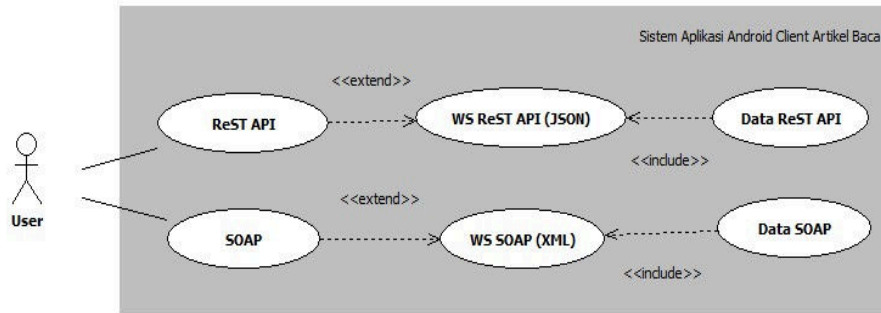 Sistem Aplikasi Android Client Artikel Baca
<<extend>>
ReST API
WS ReST API (JSON)
Data ReST API
<<include>>
User
<<extend>>
SOAP
WS SOAP (XML)
Data SOAP
<<include>>